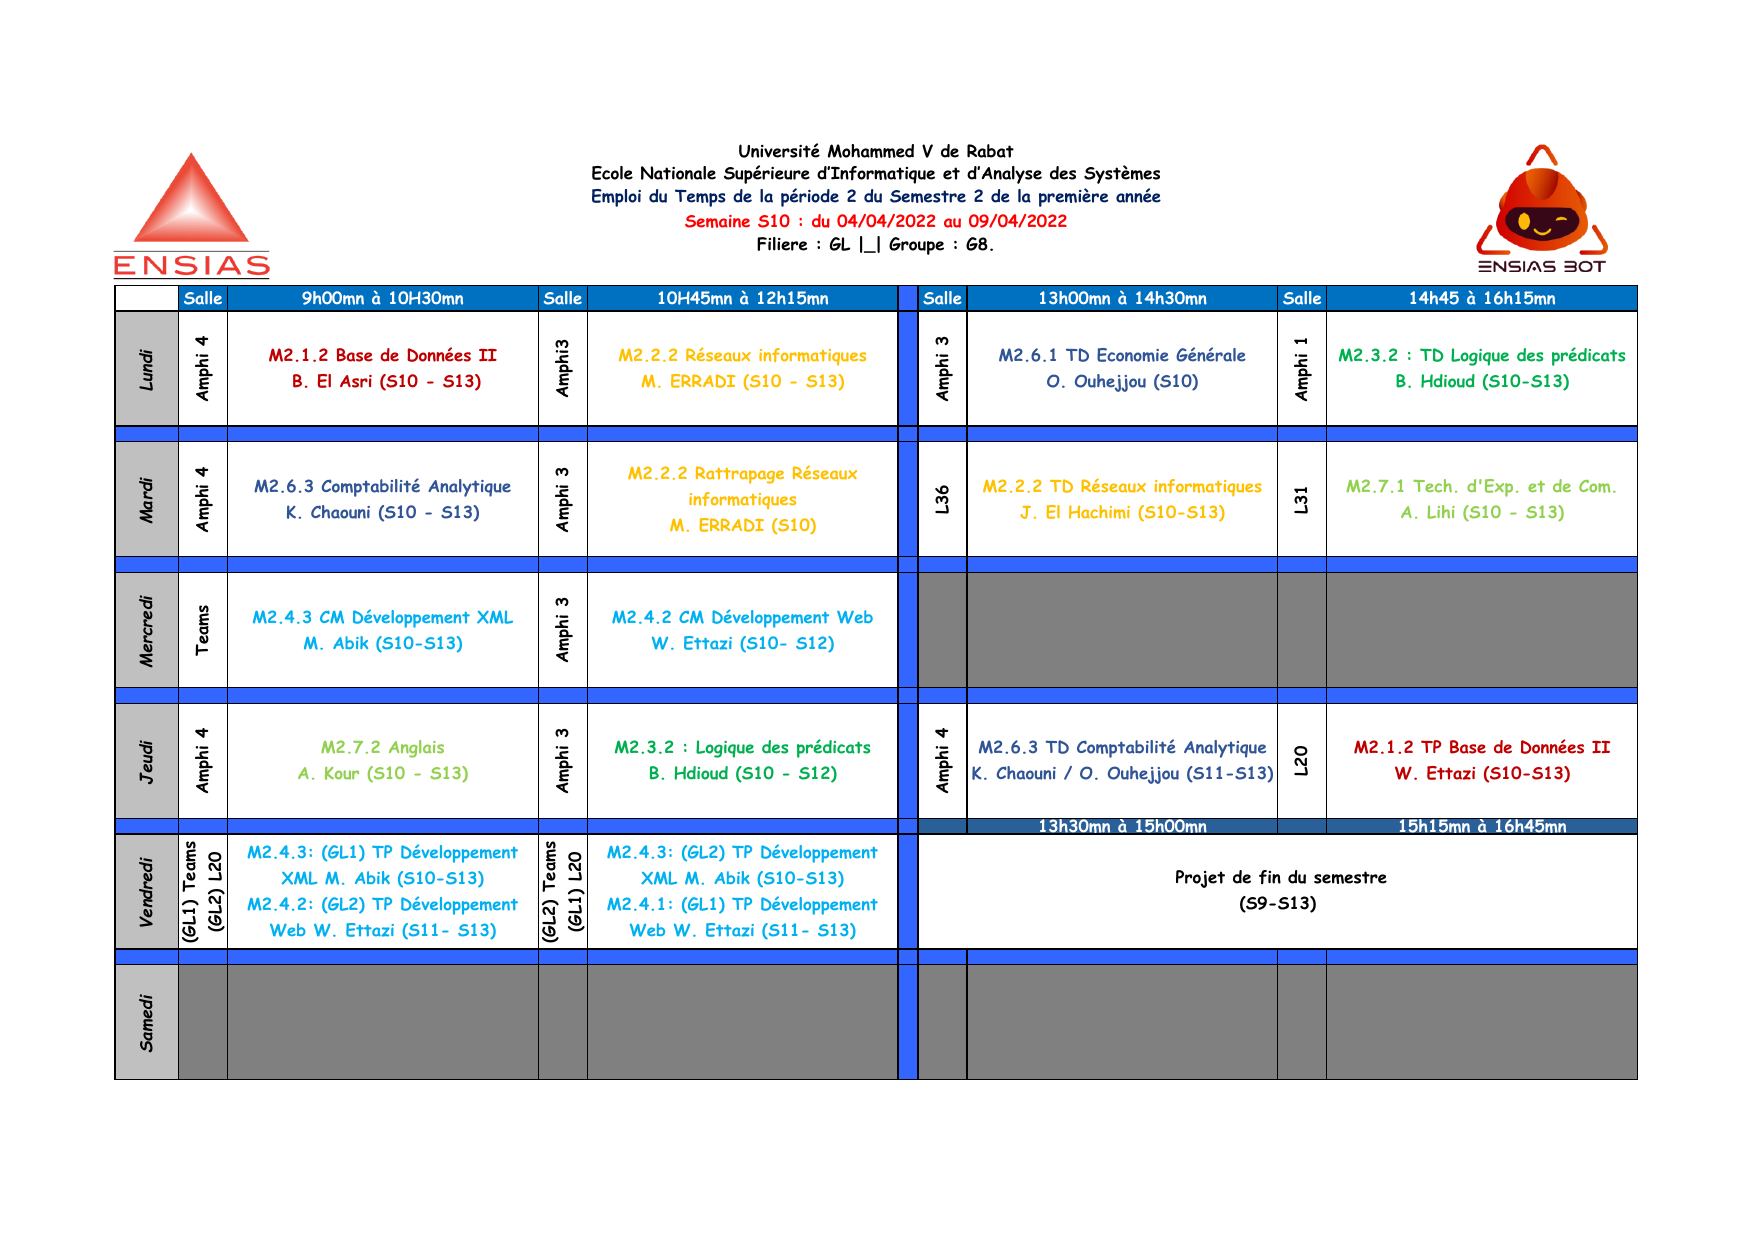 Université Mohammed V de Rabat
Ecole Nationale Supérieure d’Informatique et d’Analyse des Systèmes
Emploi du Temps de la période 2 du Semestre 2 de la première année
Semaine S10 : du 04/04/2022 au 09/04/2022
Filiere : GL |_| Groupe : G8.
ENSIAS
ENSIAS BOT
Salle 9h00mn à 10H30mn Salle 10H45mn à 12h15mn Salle 13h00mn à 14h30mn Salle 14h45 à 16h15mn
Lundi
Amphi 4
M2.1.2 Base de Données II
B. El Asri (S10 - S13)
Amphi3
M2.2.2 Réseaux informatiques
M. ERRADI (S10 - S13)
Amphi 3
M2.6.1 TD Economie Générale
O. Ouhejjou (S10)
Amphi 1
M2.3.2 : TD Logique des prédicats
B. Hdioud (S10-S13)
Mardi
Amphi 4
M2.6.3 Comptabilité Analytique
K. Chaouni (S10 - S13)
Amphi 3
M2.2.2 Rattrapage Réseaux
informatiques
M. ERRADI (S10)
L36
M2.2.2 TD Réseaux informatiques
J. El Hachimi (S10-S13)
L31
M2.7.1 Tech. d'Exp. et de Com.
A. Lihi (S10 - S13)
Mercredi
Teams
M2.4.3 CM Développement XML
M. Abik (S10-S13)
Amphi 3
M2.4.2 CM Développement Web
W. Ettazi (S10- S12)
Jeudi
Amphi 4
M2.7.2 Anglais
A. Kour (S10 - S13)
Amphi 3
M2.3.2 : Logique des prédicats
B. Hdioud (S10 - S12)
Amphi 4
M2.6.3 TD Comptabilité Analytique
K. Chaouni / O. Ouhejjou (S11-S13)
L20
M2.1.2 TP Base de Données II
W. Ettazi (S10-S13)
13h30mn à 15h00mn 15h15mn à 16h45mn
Vendredi
(GL1) Teams
(GL2) L20
M2.4.3: (GL1) TP Développement
XML M. Abik (S10-S13)
M2.4.2: (GL2) TP Développement
Web W. Ettazi (S11- S13)
(GL2) Teams
(GL1) L20
M2.4.3: (GL2) TP Développement
XML M. Abik (S10-S13)
M2.4.1: (GL1) TP Développement
Web W. Ettazi (S11- S13)
Projet de fin du semestre
(S9-S13)
Samedi